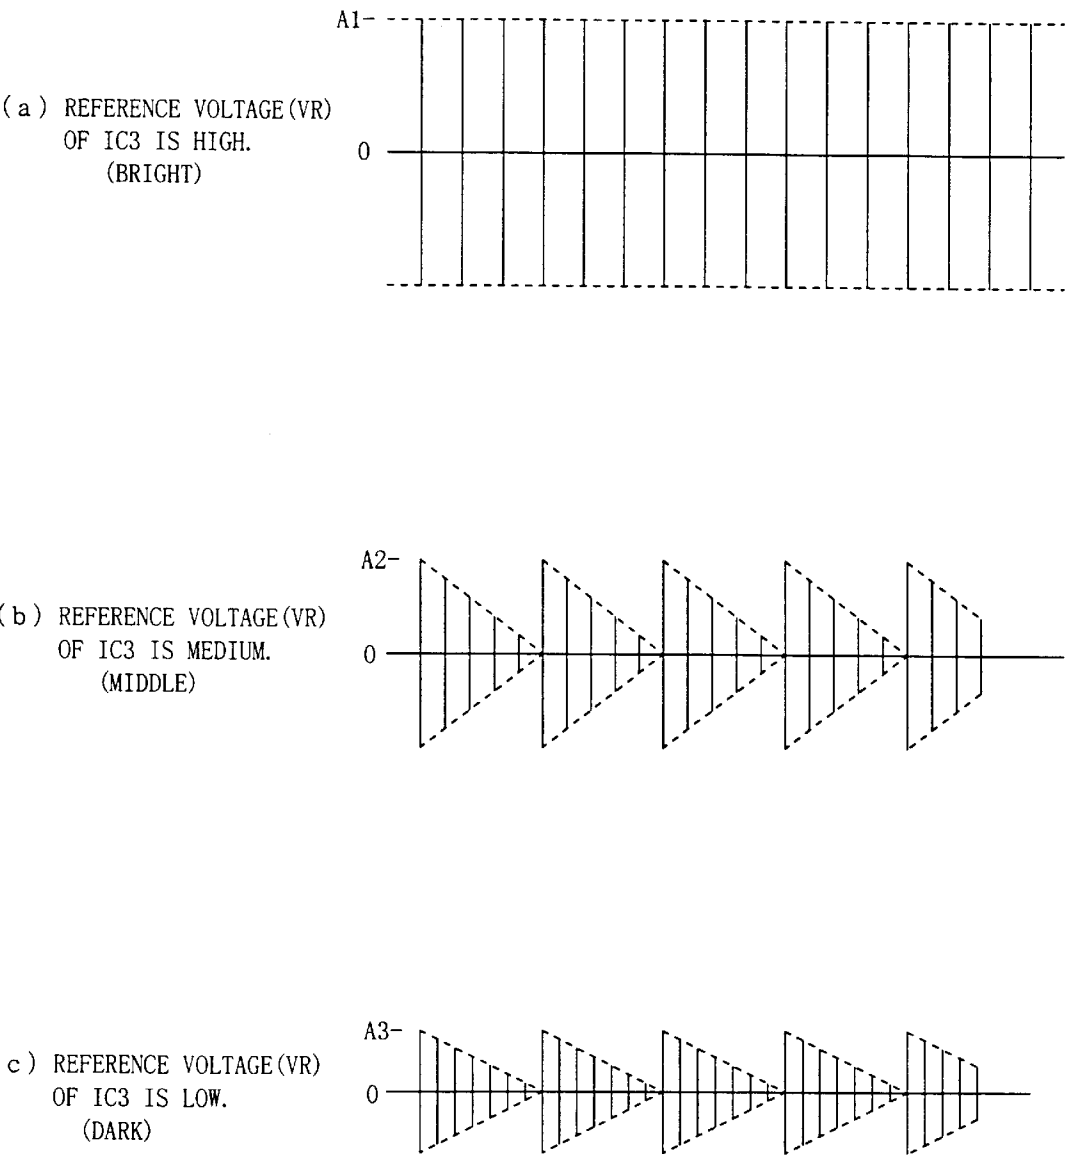 A1-
(a) REFERENCE VOLTAGE(VR)
OF IC3 IS HIGH.
(BRIGHT)
0
A2-
(b) REFERENCE VOLTAGE(VR)
OF IC3 IS MEDIUM.
(MIDDLE)
0
A3-
c) REFERENCE VOLTAGE(VR)
OF IC3 IS LOW.
(DARK)
0